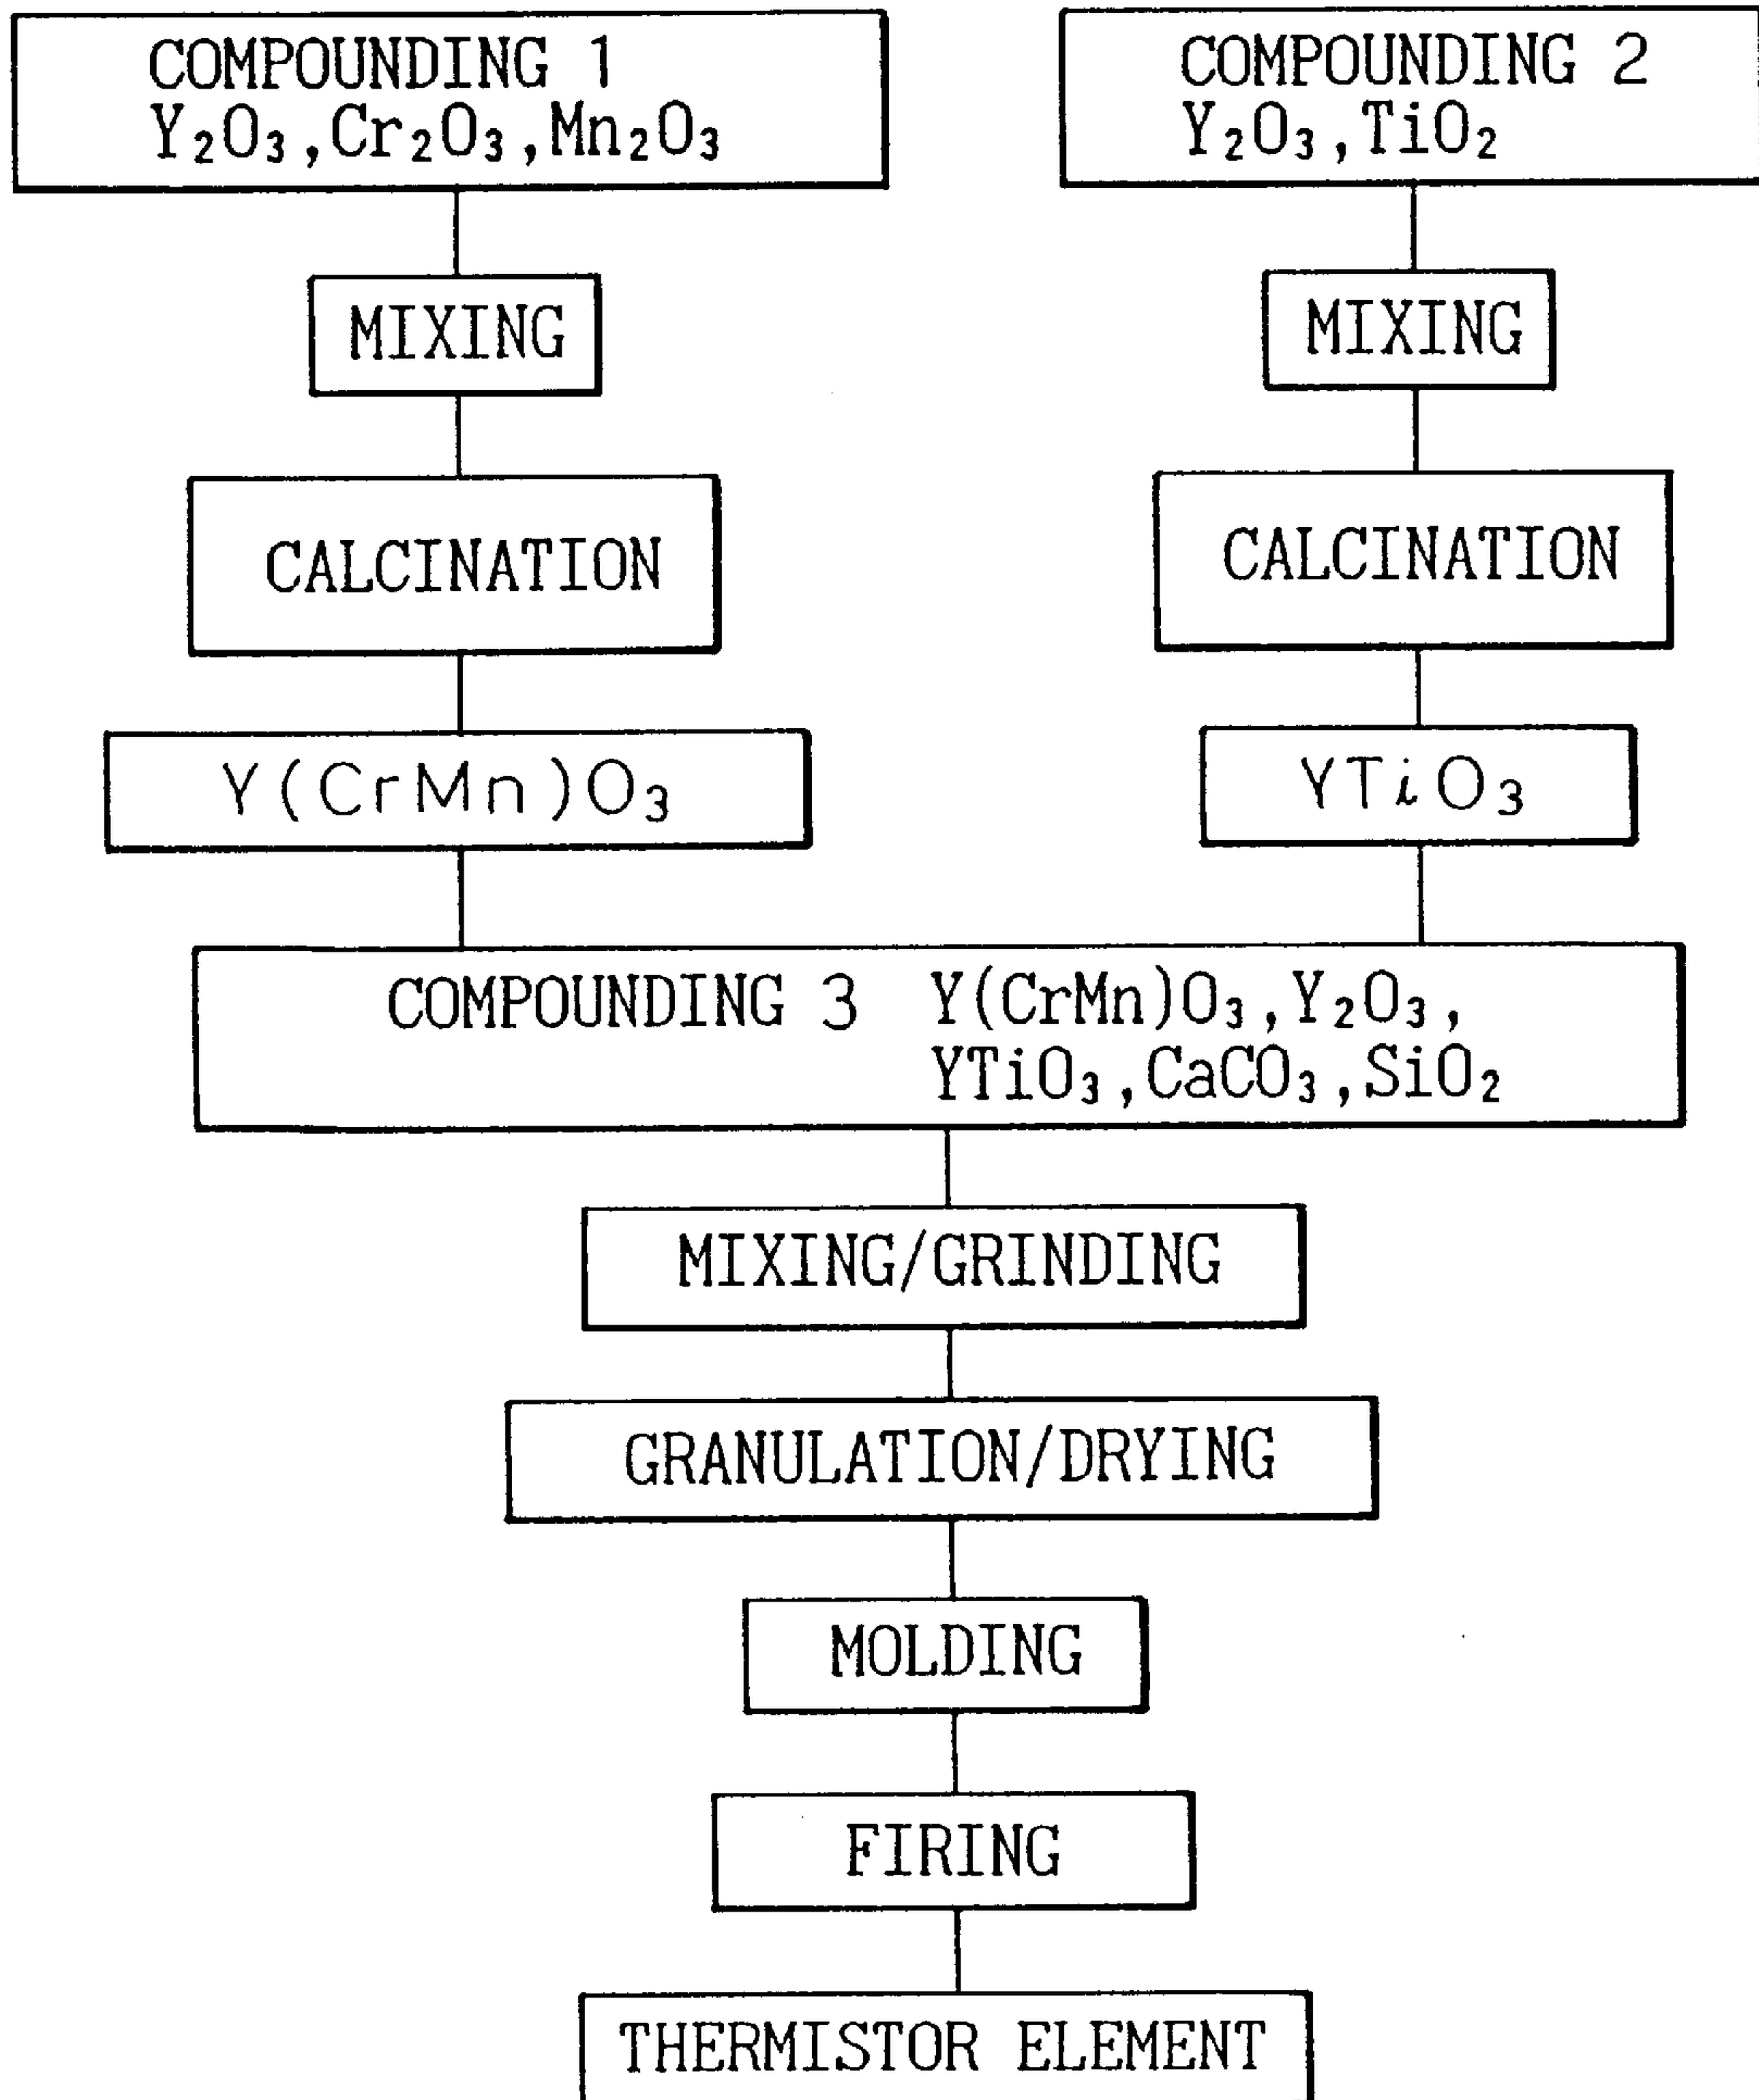 COMPOUNDING 1
Y₂O₃,Cr₂O₃,Mn₂O₃
COMPOUNDING 2
Y₂O₃,TiO₂
MIXING
MIXING
CALCINATION
CALCINATION
Y(CrMn)O₃
YTiO₃
COMPOUNDING 3 Y(CrMn)O₃,Y₂O₃,
YTiO₃,CaCO₃,SiO₂
MIXING/GRINDING
GRANULATION/DRYING
MOLDING
FIRING
THERMISTOR ELEMENT